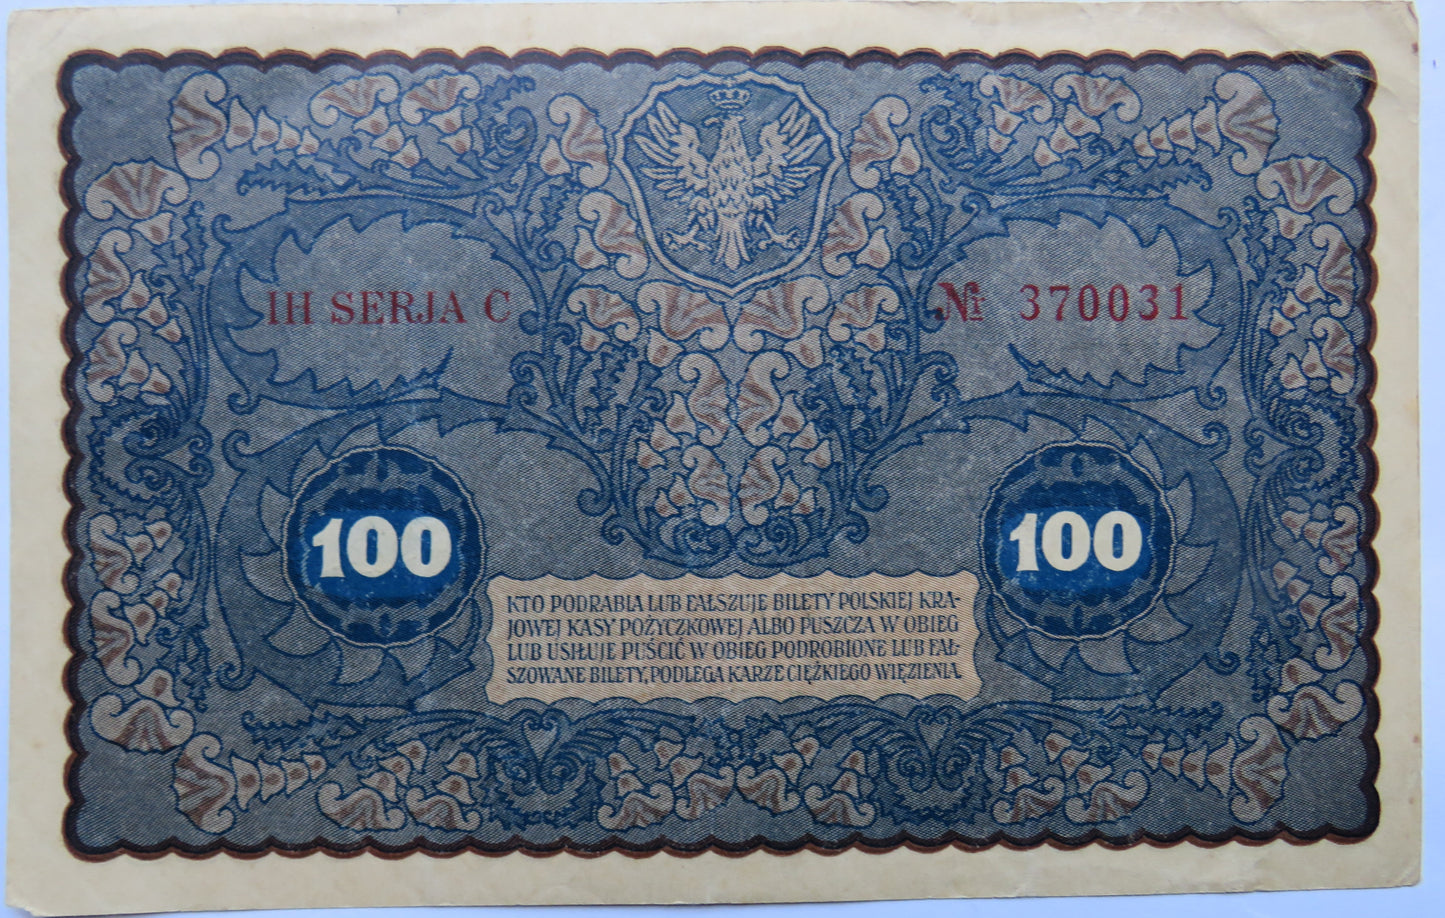 IH SERJA C
№ 370031
100
100
KTO PODRABIA LUB FAŁSZUJE BILETY POLSKIEJ KRA-
JOWEJ KASY POŻYCZKOWEJ ALBO PUSZCZA W OBIEG
LUB USIŁUJE PUŚCIĆ W OBIEG PODROBIONE LUB FAŁ-
SZOWANE BILETY, PODLEGA KARZE CIĘŻKIEGO WIĘZIENIA.